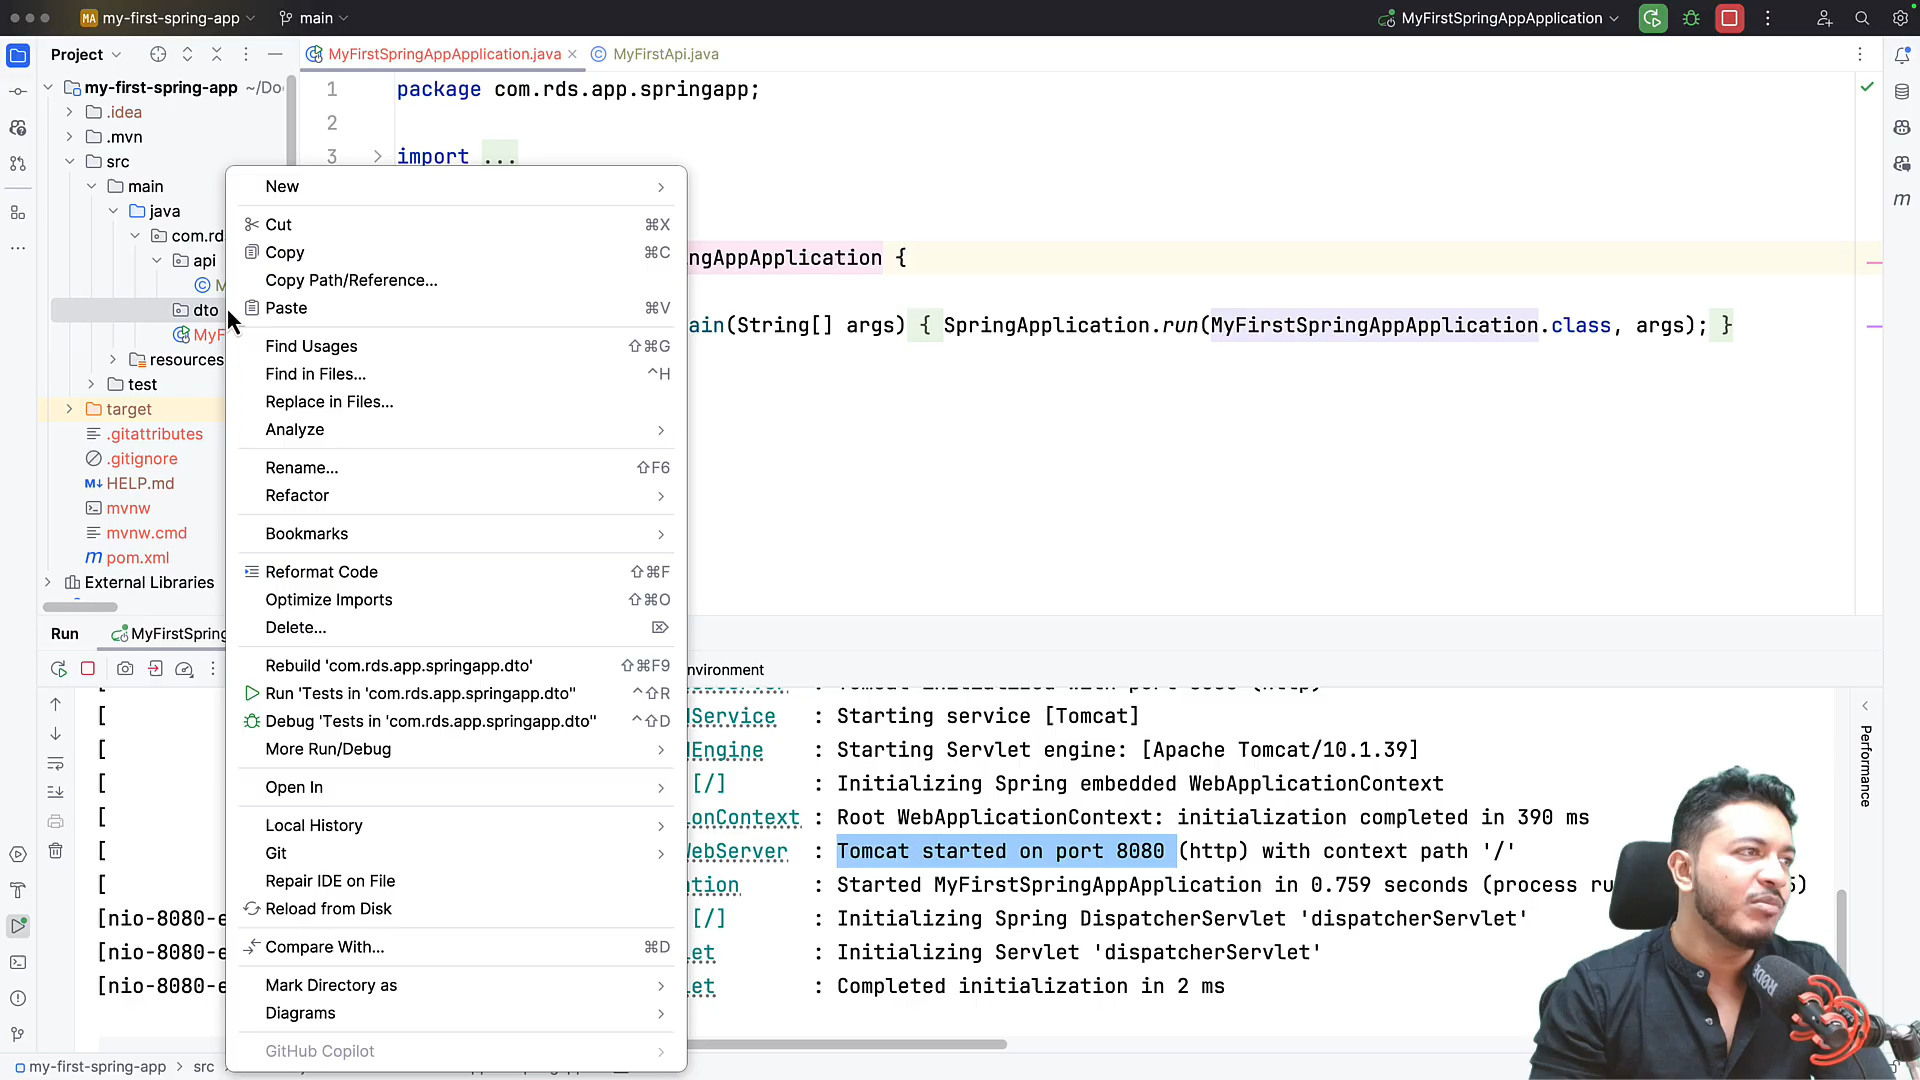 MA my-first-spring-app
main
MyFirstSpringAppApplication
Project
MyFirstSpringAppApplication.java
MyFirstApi.java
my-first-spring-app ~/Do
.idea
.mvn
src
main
java
com.rd
api
M
dto
MyF
resources
test
target
.gitattributes
.gitignore
M↓ HELP.md
mvnw
mvnw.cmd
m pom.xml
External Libraries
1 package com.rds.app.springapp;
2
3 import ...
ngAppApplication {
ain(String[] args) { SpringApplication.run(MyFirstSpringAppApplication.class, args); }
m
New
Cut ⌘X
Copy ⌘C
Copy Path/Reference...
Paste ⌘V
Find Usages ⇧⌘G
Find in Files... ^H
Replace in Files...
Analyze
Rename... ⇧F6
Refactor
Bookmarks
Reformat Code ⇧⌘F
Optimize Imports ⇧⌘O
Delete... ⌦
Rebuild 'com.rds.app.springapp.dto' ⇧⌘F9
Run 'Tests in 'com.rds.app.springapp.dto'' ^⇧R
Debug 'Tests in 'com.rds.app.springapp.dto'' ^⇧D
More Run/Debug
Open In
Local History
Git
Repair IDE on File
Reload from Disk
Compare With... ⌘D
Mark Directory as
Diagrams
GitHub Copilot
Run MyFirstSpring
nvironment
[ Service : Starting service [Tomcat]
[ Engine : Starting Servlet engine: [Apache Tomcat/10.1.39]
[ [/] : Initializing Spring embedded WebApplicationContext
[ onContext : Root WebApplicationContext: initialization completed in 390 ms
[ WebServer : Tomcat started on port 8080 (http) with context path '/'
[ tion : Started MyFirstSpringAppApplication in 0.759 seconds (process ru
[nio-8080-e [/] : Initializing Spring DispatcherServlet 'dispatcherServlet'
[nio-8080-e et : Initializing Servlet 'dispatcherServlet'
[nio-8080-e et : Completed initialization in 2 ms
Performance
RØDE
my-first-spring-app > src